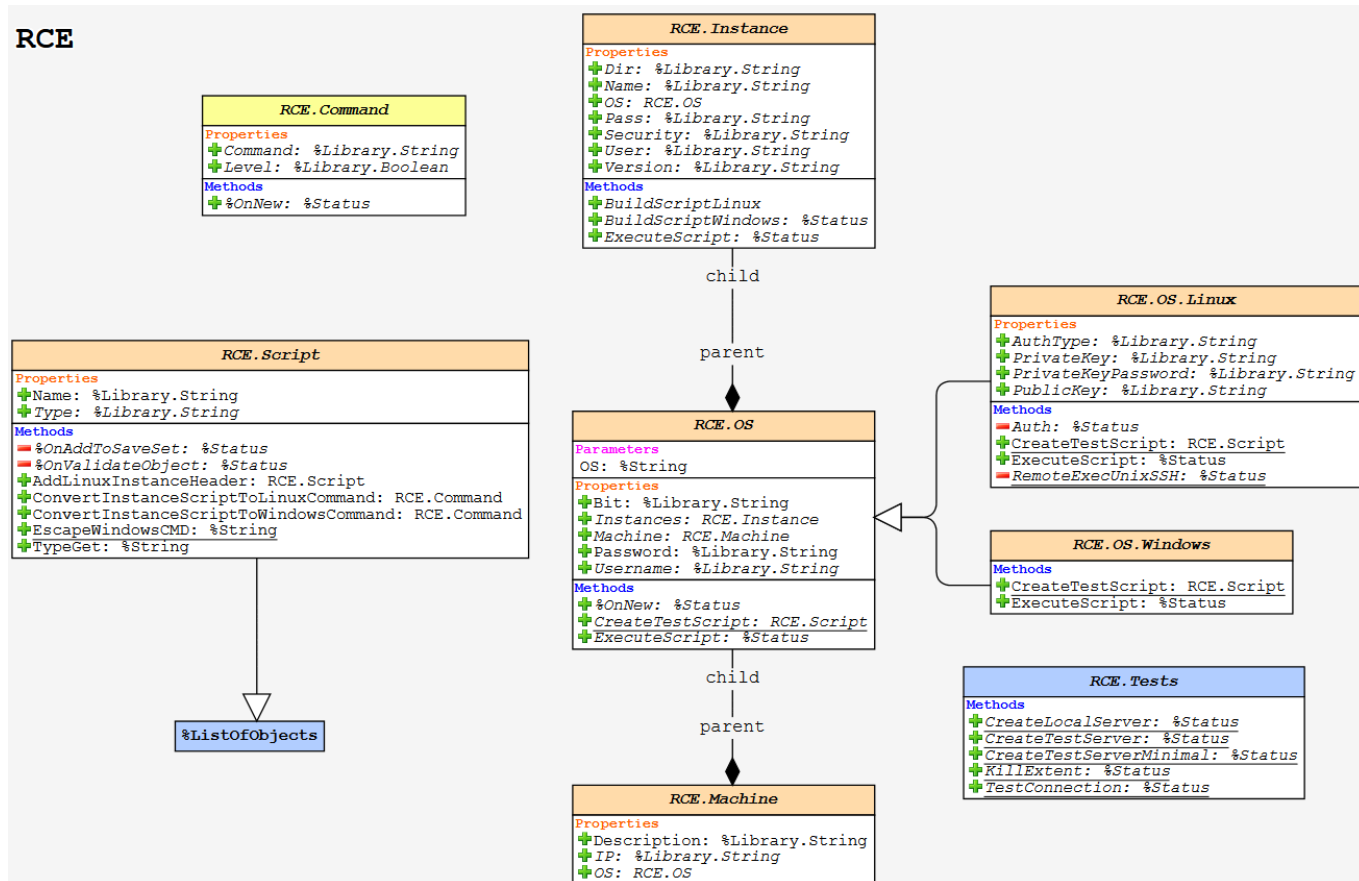 RCE
RCE.Instance
Properties
Dir: %Library.String
Name: %Library.String
OS: RCE.OS
Pass: %Library.String
Security: %Library.String
User: %Library.String
Version: %Library.String
Methods
BuildScriptLinux
BuildScriptWindows: %Status
ExecuteScript: %Status
RCE.Command
Properties
Command: %Library.String
Level: %Library.Boolean
Methods
%OnNew: %Status
child
parent
RCE.OS.Linux
Properties
AuthType: %Library.String
PrivateKey: %Library.String
PrivateKeyPassword: %Library.String
PublicKey: %Library.String
Methods
Auth: %Status
CreateTestScript: RCE.Script
ExecuteScript: %Status
RemoteExecUnixSSH: %Status
RCE.Script
Properties
Name: %Library.String
Type: %Library.String
Methods
%OnAddToSaveSet: %Status
%OnValidateObject: %Status
AddLinuxInstanceHeader: RCE.Script
ConvertInstanceScriptToLinuxCommand: RCE.Command
ConvertInstanceScriptToWindowsCommand: RCE.Command
EscapeWindowsCMD: %String
TypeGet: %String
RCE.OS
Parameters
OS: %String
Properties
Bit: %Library.String
Instances: RCE.Instance
Machine: RCE.Machine
Password: %Library.String
Username: %Library.String
Methods
%OnNew: %Status
CreateTestScript: RCE.Script
ExecuteScript: %Status
RCE.OS.Windows
Methods
CreateTestScript: RCE.Script
ExecuteScript: %Status
child
parent
%ListOfObjects
RCE.Tests
Methods
CreateLocalServer: %Status
CreateTestServer: %Status
CreateTestServerMinimal: %Status
KillExtent: %Status
TestConnection: %Status
RCE.Machine
Properties
Description: %Library.String
IP: %Library.String
OS: RCE.OS